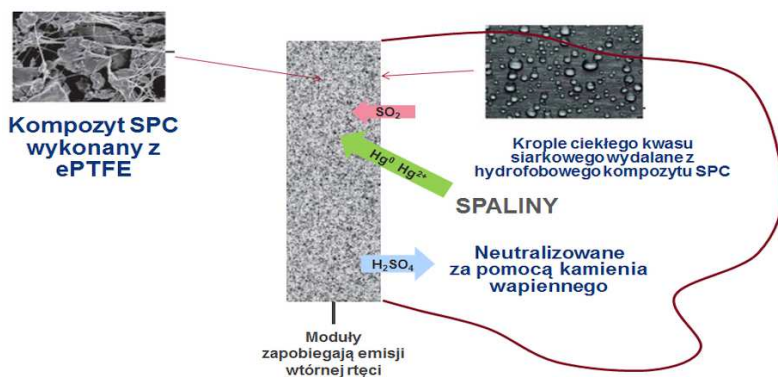 Kompozyt SPC
wykonany z
ePTFE
SO2
Hg0 Hg2+
SPALINY
H2SO4
Krople ciekłego kwasu
siarkowego wydalane z
hydrofobowego kompozytu SPC
Neutralizowane
za pomocą kamienia
wapiennego
Moduły
zapobiegają emisji
wtórnej rtęci